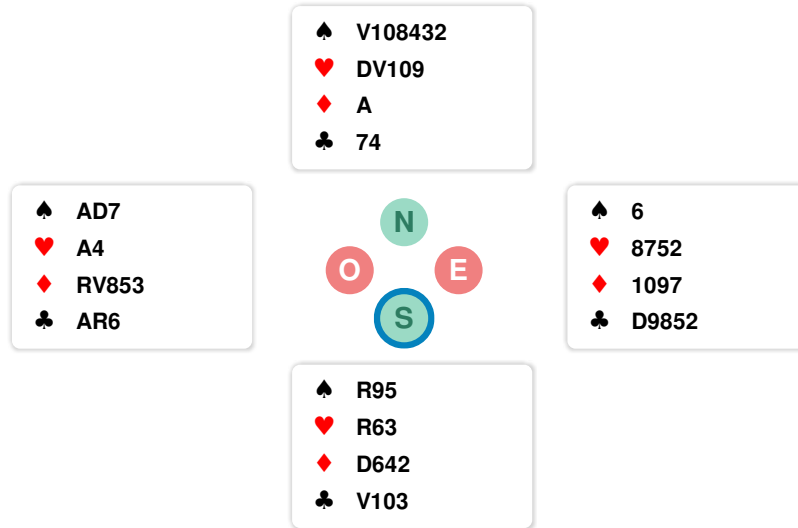 ♠ V108432
♥ DV109
♦ A
♣ 74
♠ AD7
♥ A4
♦ RV853
♣ AR6
N
O E
S
♠ 6
♥ 8752
♦ 1097
♣ D9852
♠ R95
♥ R63
♦ D642
♣ V103